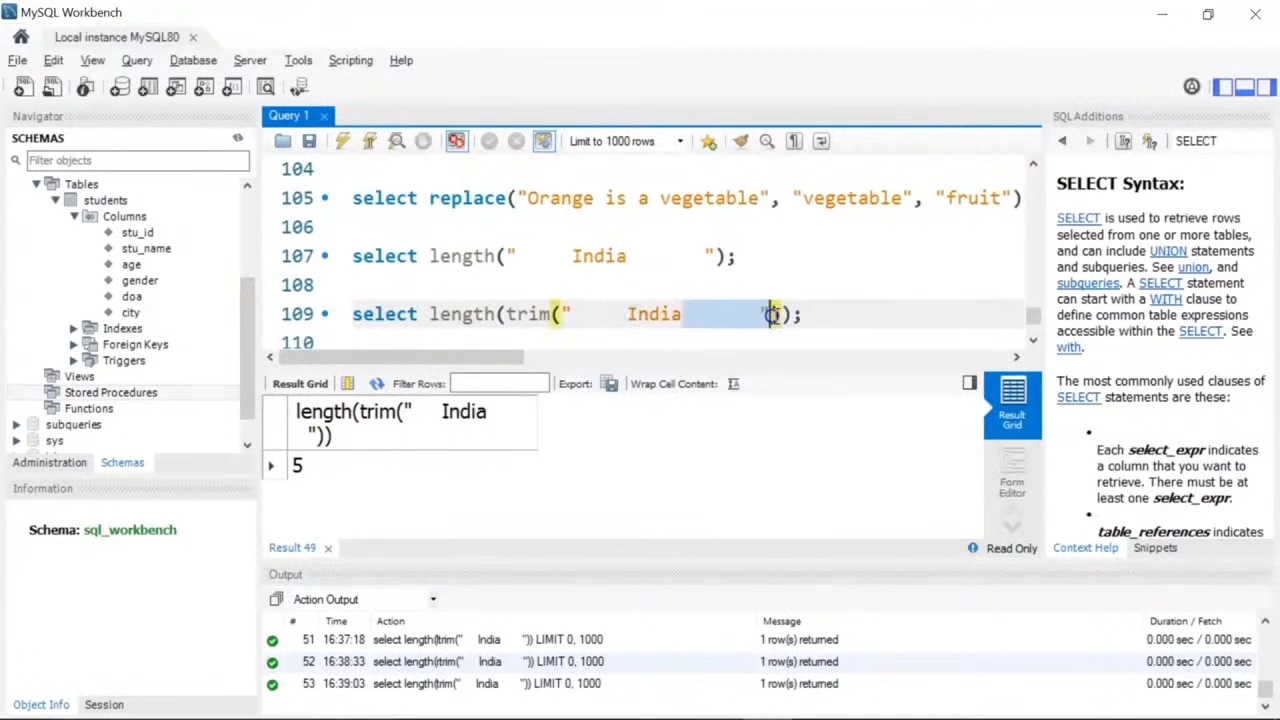 MySQL Workbench
Local instance MySQL80
File Edit View Query Database Server Tools Scripting Help
Navigator
SCHEMAS
Filter objects
Tables
students
Columns
stu_id
stu_name
age
gender
doa
city
Indexes
Foreign Keys
Triggers
Views
Stored Procedures
Functions
subqueries
sys
Administration Schemas
Information
Schema: sql_workbench
Object Info Session
Query 1
Limit to 1000 rows
104
105 select replace("Orange is a vegetable", "vegetable", "fruit")
106
107 select length("     India       ");
108
109 select length(trim("     India       "));
110
Result Grid Filter Rows: Export: Wrap Cell Content:
length(trim("     India
"))
5
Result Grid
Form Editor
Result 49
Read Only
Output
Action Output
# Time Action Message Duration / Fetch
51 16:37:18 select length(trim("     India       ")) LIMIT 0, 1000 1 row(s) returned 0.000 sec / 0.000 sec
52 16:38:33 select length(trim("     India       ")) LIMIT 0, 1000 1 row(s) returned 0.000 sec / 0.000 sec
53 16:39:03 select length(trim("     India       ")) LIMIT 0, 1000 1 row(s) returned 0.000 sec / 0.000 sec
SQLAdditions
SELECT
SELECT Syntax:
SELECT is used to retrieve rows
selected from one or more tables,
and can include UNION statements
and subqueries. See union, and
subqueries. A SELECT statement
can start with a WITH clause to
define common table expressions
accessible within the SELECT. See
with.
The most commonly used clauses of
SELECT statements are these:
Each select_expr indicates
a column that you want to
retrieve. There must be at
least one select_expr.
table_references indicates
Context Help Snippets